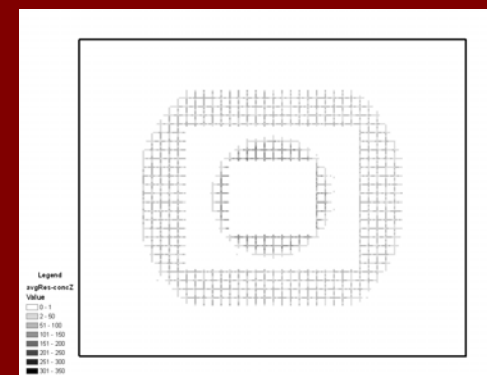 Legend
avgRes-conc2
Value
0 - 1
2 - 50
51 - 100
101 - 150
151 - 200
201 - 250
251 - 300
301 - 350